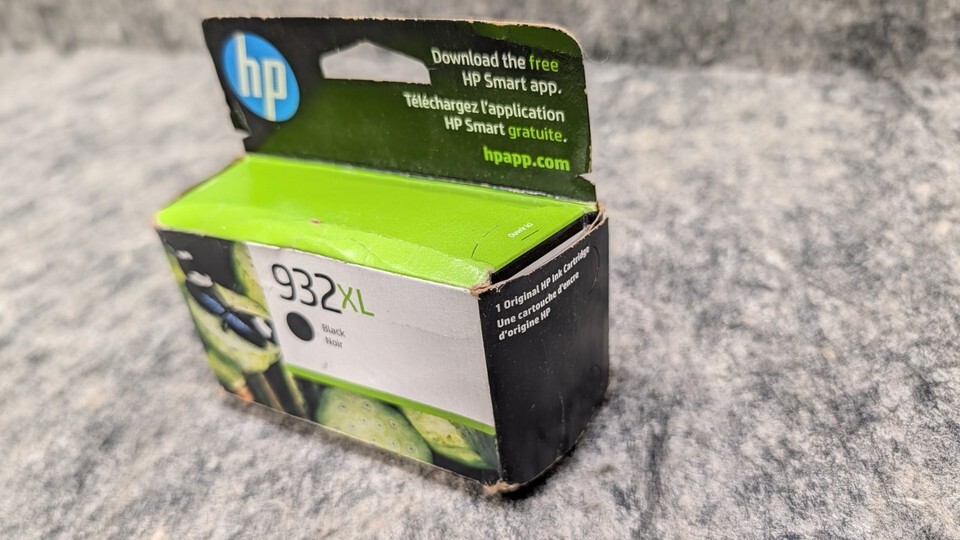 hp
Download the free
HP Smart app.
Téléchargez l'application
HP Smart gratuite.
hpapp.com
932XL
Black
Noir
1 Original HP Ink Cartridge
Une cartouche d'encre
d'origine HP